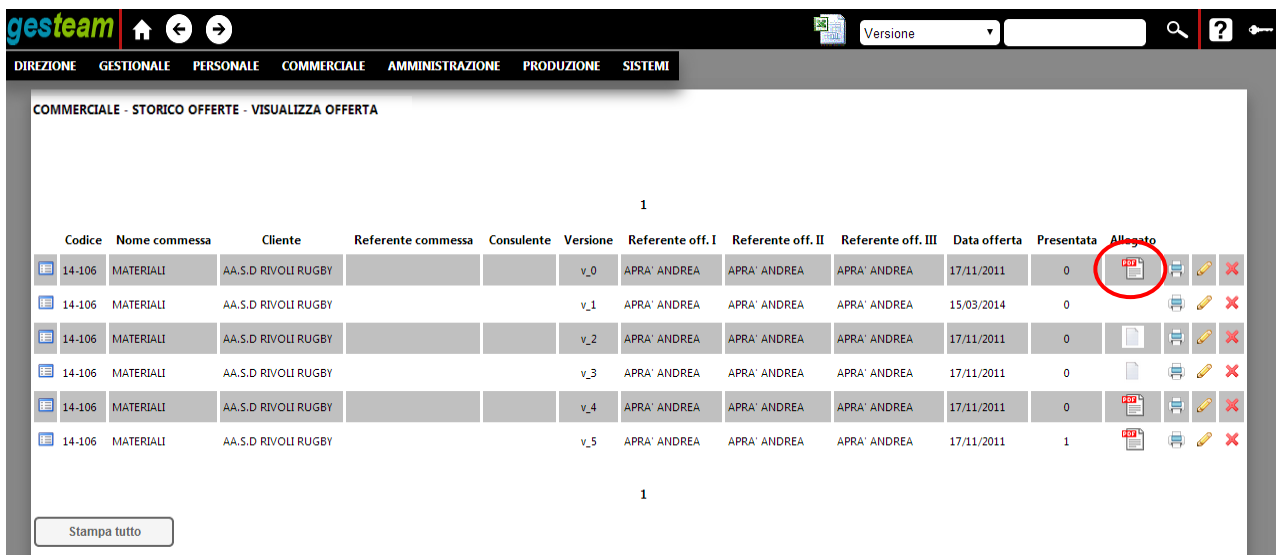 gesteam Versione ?
DIREZIONE GESTIONALE PERSONALE COMMERCIALE AMMINISTRAZIONE PRODUZIONE SISTEMI
COMMERCIALE - STORICO OFFERTE - VISUALIZZA OFFERTA
1
Codice Nome commessa Cliente Referente commessa Consulente Versione Referente off. I Referente off. II Referente off. III Data offerta Presentata Allegato
14-106 MATERIALI AA.S.D RIVOLI RUGBY v_0 APRA' ANDREA APRA' ANDREA APRA' ANDREA 17/11/2011 0 PDF
14-106 MATERIALI AA.S.D RIVOLI RUGBY v_1 APRA' ANDREA APRA' ANDREA APRA' ANDREA 15/03/2014 0
14-106 MATERIALI AA.S.D RIVOLI RUGBY v_2 APRA' ANDREA APRA' ANDREA APRA' ANDREA 17/11/2011 0
14-106 MATERIALI AA.S.D RIVOLI RUGBY v_3 APRA' ANDREA APRA' ANDREA APRA' ANDREA 17/11/2011 0
14-106 MATERIALI AA.S.D RIVOLI RUGBY v_4 APRA' ANDREA APRA' ANDREA APRA' ANDREA 17/11/2011 0 PDF
14-106 MATERIALI AA.S.D RIVOLI RUGBY v_5 APRA' ANDREA APRA' ANDREA APRA' ANDREA 17/11/2011 1 PDF
1
Stampa tutto